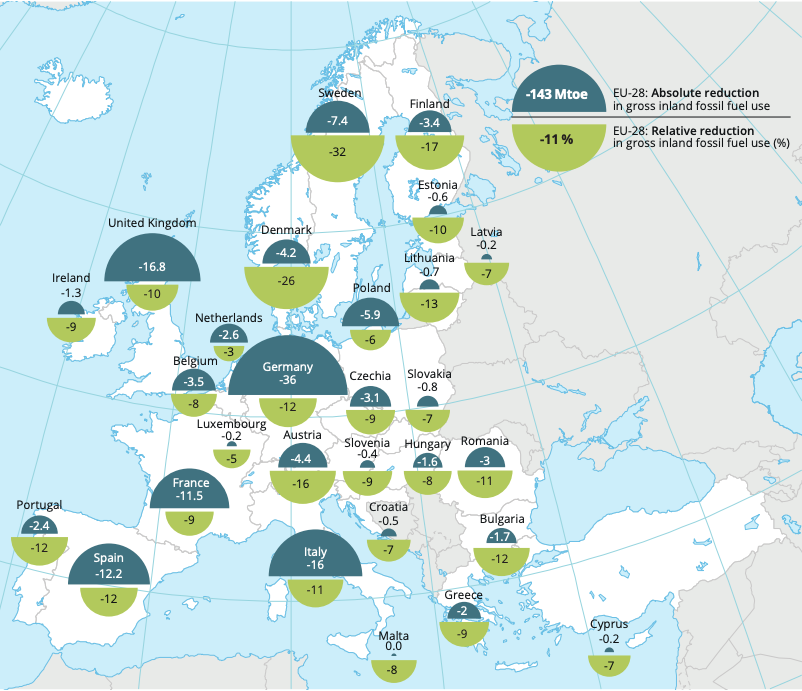 Sweden
-7.4
-32
Finland
-3.4
-17
-143 Mtoe
EU-28: Absolute reduction
in gross inland fossil fuel use
-11 %
EU-28: Relative reduction
in gross inland fossil fuel use (%)
Estonia
-0.6
-10
United Kingdom
-16.8
-10
Denmark
-4.2
-26
Latvia
-0.2
-7
Lithuania
-0.7
-13
Ireland
-1.3
-9
Poland
-5.9
-6
Netherlands
-2.6
-3
Belgium
-3.5
-8
Germany
-36
-12
Czechia
-3.1
-9
Slovakia
-0.8
-7
Luxembourg
-0.2
-5
Austria
-4.4
-16
Slovenia
-0.4
-9
Hungary
-1.6
-8
Romania
-3
-11
France
-11.5
-9
Portugal
-2.4
-12
Croatia
-0.5
-7
Bulgaria
-1.7
-12
Spain
-12.2
-12
Italy
-16
-11
Greece
-2
-9
Malta
0.0
-8
Cyprus
-0.2
-7